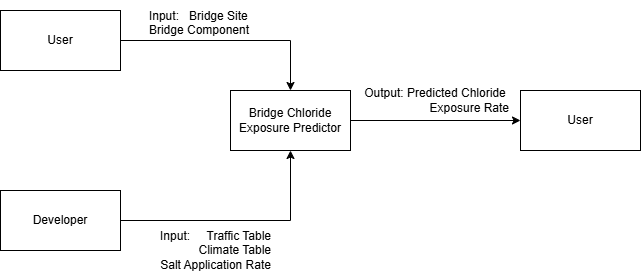 User
Input: Bridge Site
Bridge Component
Bridge Chloride
Exposure Predictor
Output: Predicted Chloride
Exposure Rate
User
Developer
Input: Traffic Table
Climate Table
Salt Application Rate